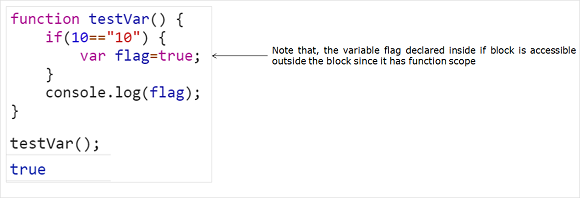 function testVar() {
    if(10=="10") {
        var flag=true;
    }
    console.log(flag);
}
testVar();
true
Note that, the variable flag declared inside if block is accessible
outside the block since it has function scope